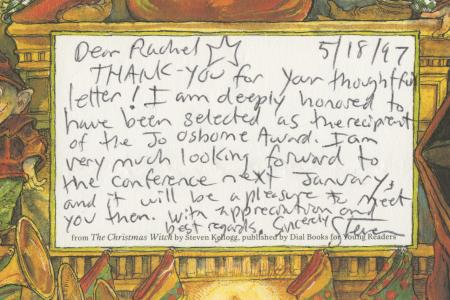 Dear Rachel 5/18/97
THANK-YOU for your thoughtful
letter! I am deeply honored to
have been selected as the recipient
of the Jo Osborne Award. I am
very much looking forward to
the conference next January,
and it will be a pleasure to meet
you then. With appreciation and
best regards. Sincerely Steve
from The Christmas Witch by Steven Kellogg, published by Dial Books for Young Readers